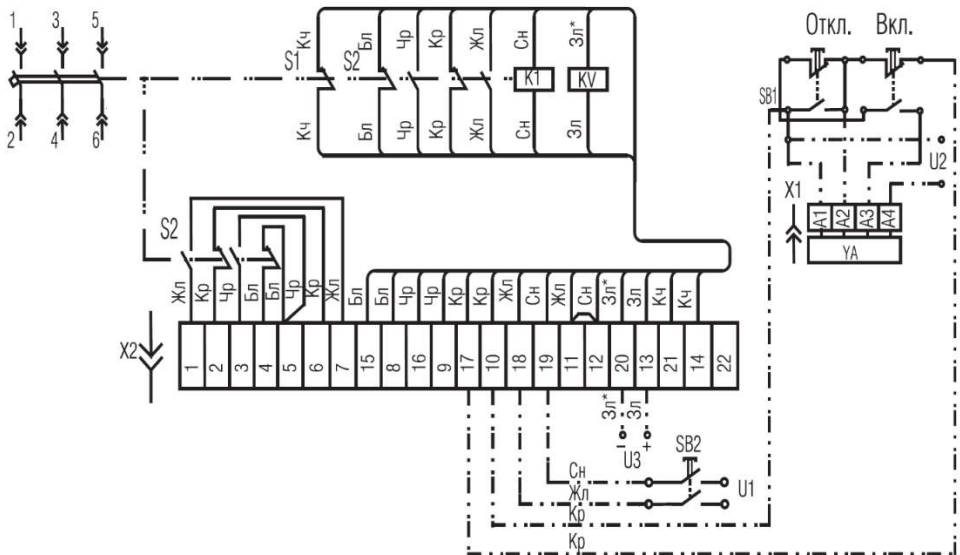 1 3 5
2 4 6
S1 S2
Кч Бл Чр Кр Жл Сн Зл*
K1 KV
Кч Бл Чр Кр Жл Сн Зл
Откл. Вкл.
SB1
U2
X1
A1 A2 A3 A4
YA
S2
Жл Кр Чр Бл Бл Чр Кр Жл Бл Бл Чр Чр Кр Кр Жл Сн Жл Сн Зл* Зл Кч Кч
X2
1 2 3 4 5 6 7 15 8 16 9 17 10 18 19 11 12 20 13 21 14 22
Зл* Зл
- +
U3
SB2
Сн
Жл
U1
Кр
Кр